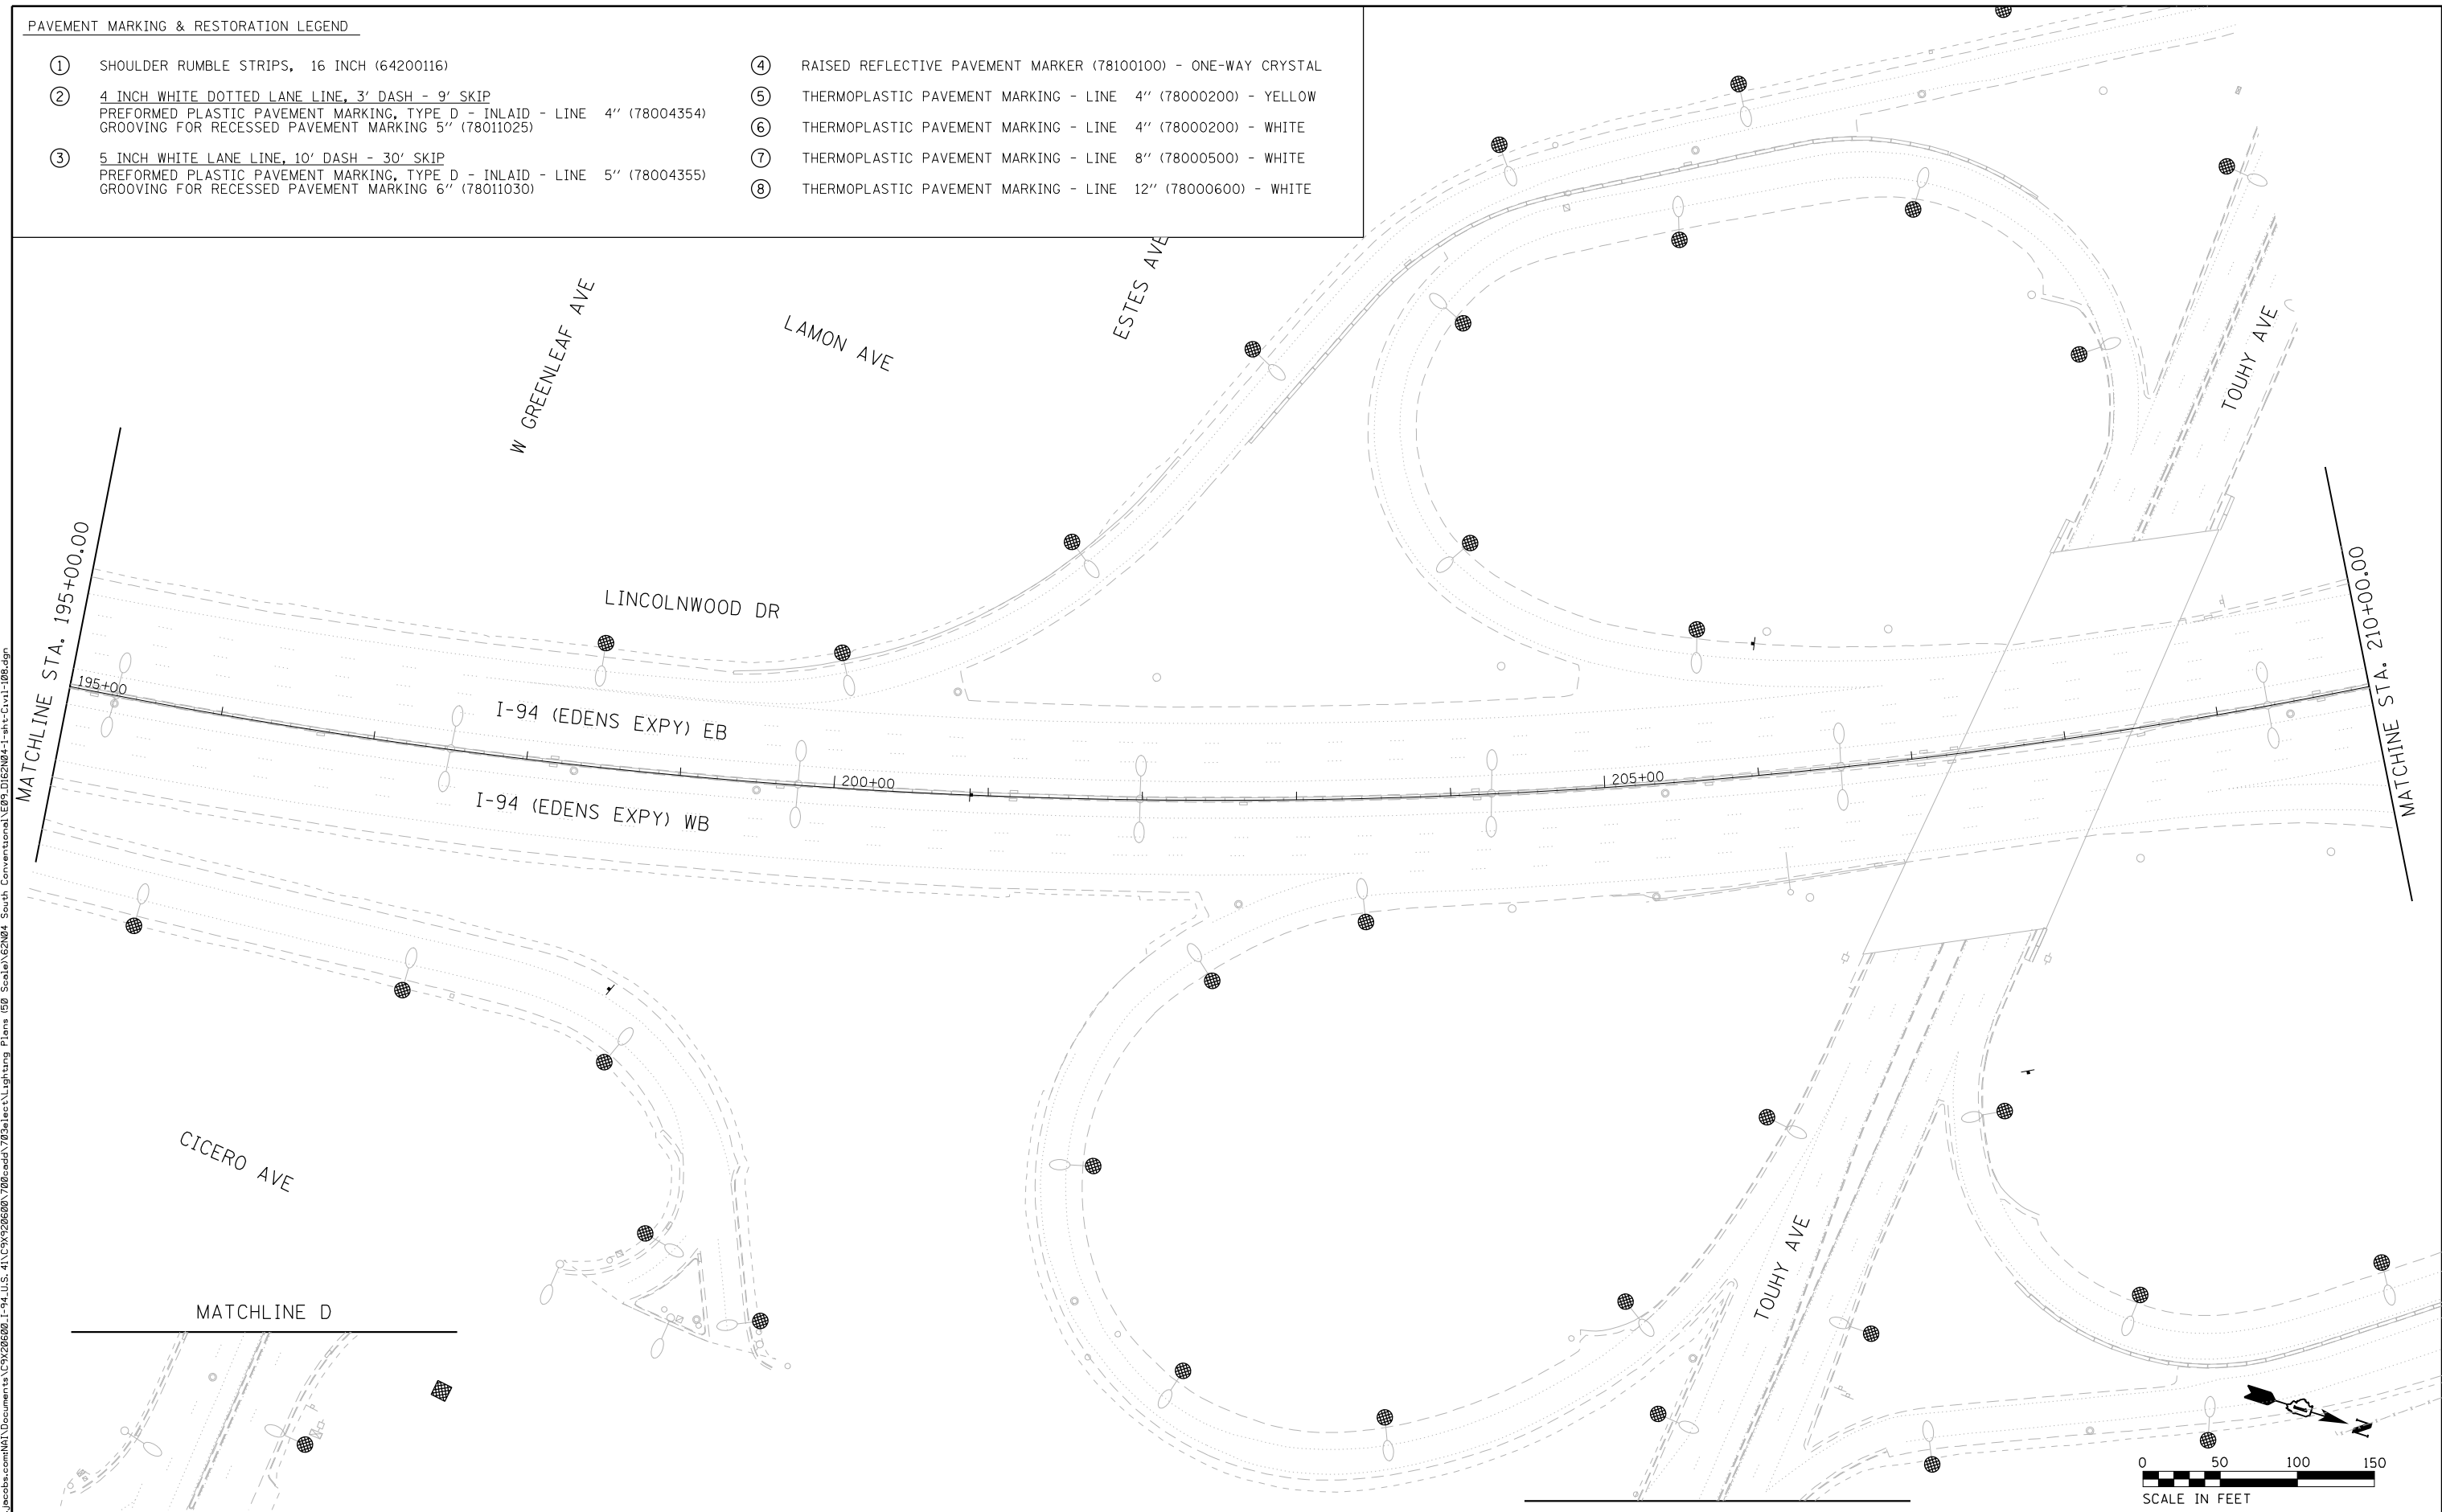 PAVEMENT MARKING & RESTORATION LEGEND
1 SHOULDER RUMBLE STRIPS, 16 INCH (64200116)
2 4 INCH WHITE DOTTED LANE LINE, 3' DASH - 9' SKIP
PREFORMED PLASTIC PAVEMENT MARKING, TYPE D - INLAID - LINE 4'' (78004354)
GROOVING FOR RECESSED PAVEMENT MARKING 5'' (78011025)
3 5 INCH WHITE LANE LINE, 10' DASH - 30' SKIP
PREFORMED PLASTIC PAVEMENT MARKING, TYPE D - INLAID - LINE 5'' (78004355)
GROOVING FOR RECESSED PAVEMENT MARKING 6'' (78011030)
4 RAISED REFLECTIVE PAVEMENT MARKER (78100100) - ONE-WAY CRYSTAL
5 THERMOPLASTIC PAVEMENT MARKING - LINE 4'' (78000200) - YELLOW
6 THERMOPLASTIC PAVEMENT MARKING - LINE 4'' (78000200) - WHITE
7 THERMOPLASTIC PAVEMENT MARKING - LINE 8'' (78000500) - WHITE
8 THERMOPLASTIC PAVEMENT MARKING - LINE 12'' (78000600) - WHITE
W GREENLEAF AVE
LAMON AVE
ESTES AVE
TOUHY AVE
MATCHLINE STA. 195+00.00
LINCOLNWOOD DR
MATCHINE STA. 210+00.00
195+00
I-94 (EDENS EXPY) EB
200+00
205+00
I-94 (EDENS EXPY) WB
CICERO AVE
TOUHY AVE
MATCHLINE D
N
0 50 100 150
SCALE IN FEET